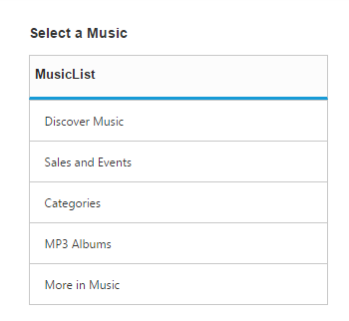 Select a Music
MusicList
Discover Music
Sales and Events
Categories
MP3 Albums
More in Music